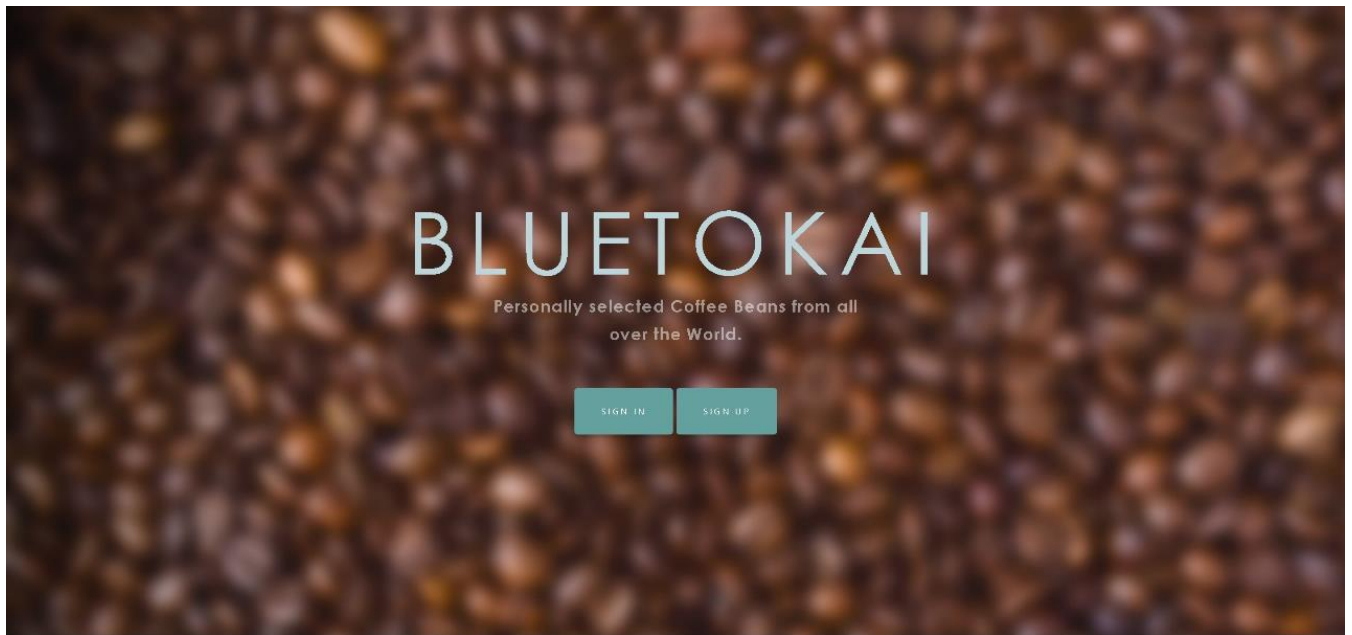 BLUETOKAI
Personally selected Coffee Beans from all
over the World.
SIGN IN
SIGN UP